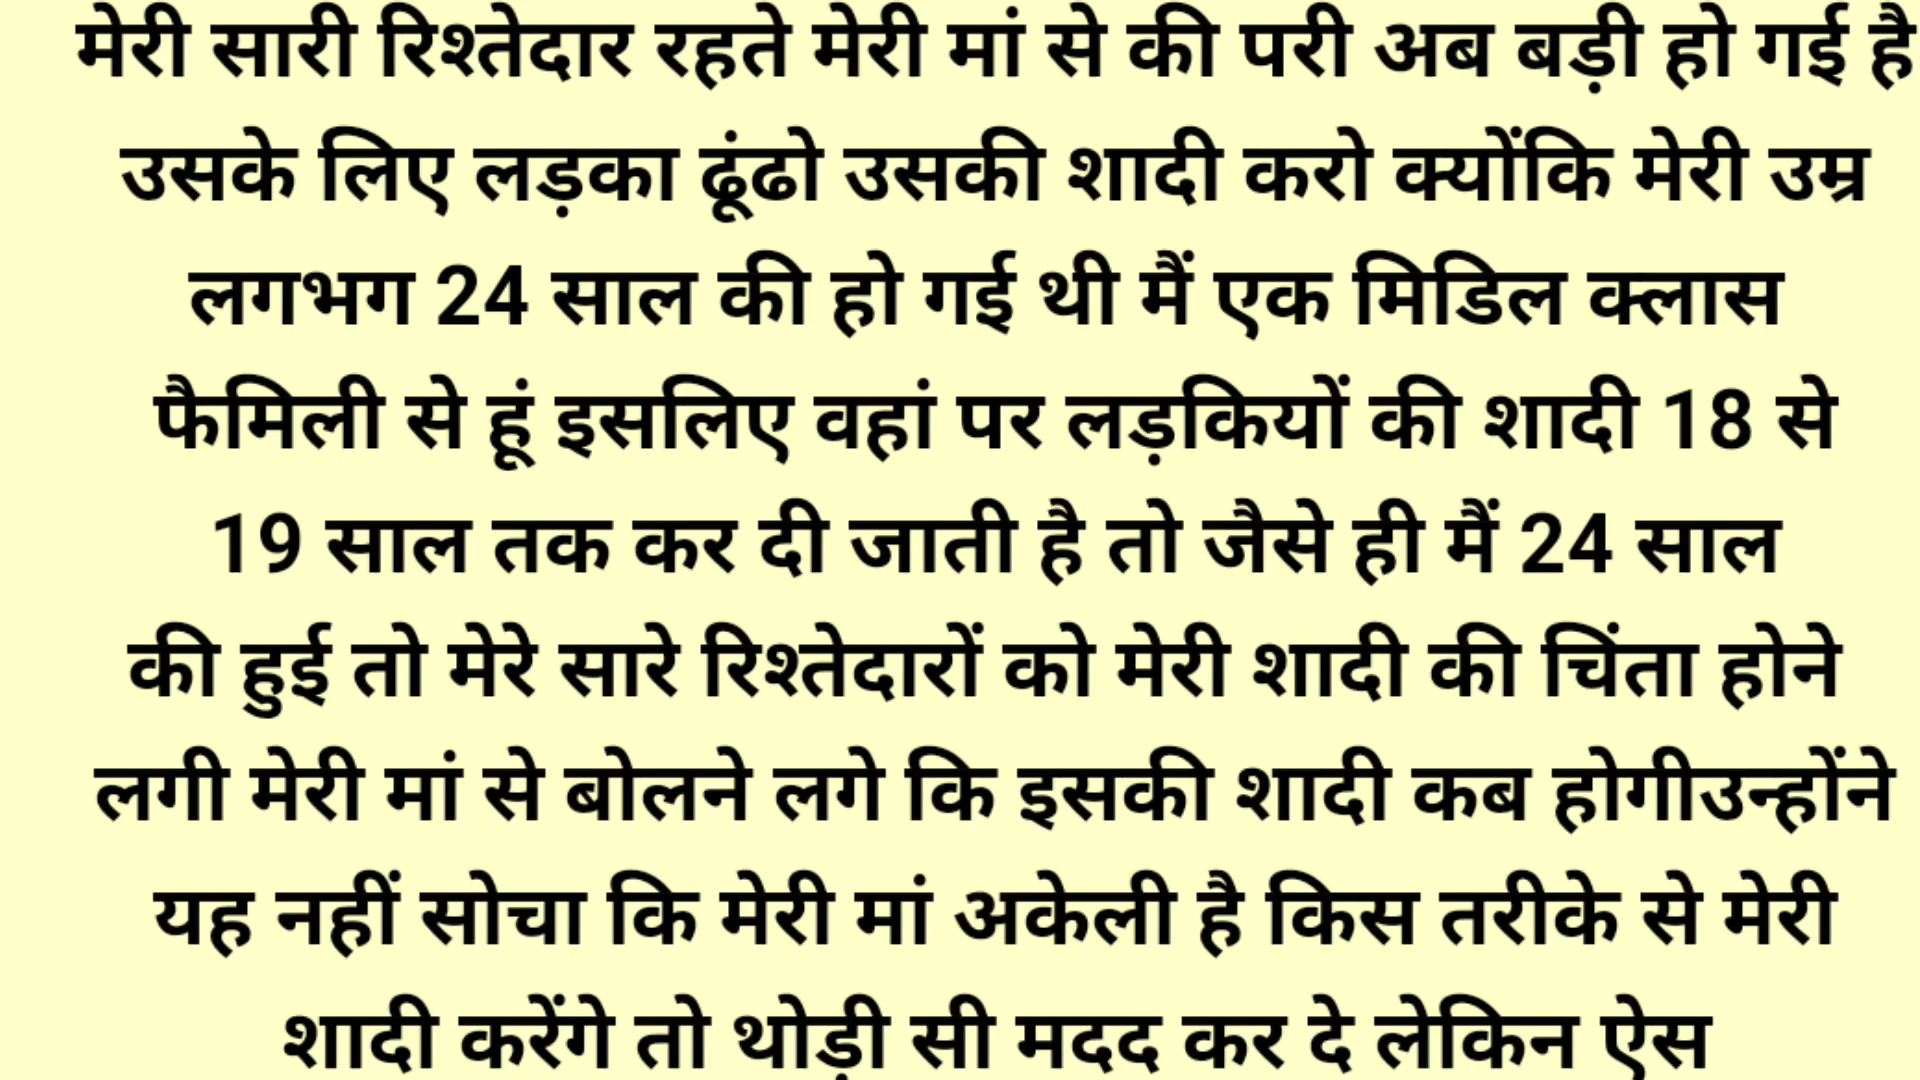 मेरी सारी रिश्तेदार रहते मेरी मां से की परी अब बड़ी हो गई है
उसके लिए लड़का ढूंढो उसकी शादी करो क्योंकि मेरी उम्र
लगभग 24 साल की हो गई थी मैं एक मिडिल क्लास
फैमिली से हूं इसलिए वहां पर लड़कियों की शादी 18 से
19 साल तक कर दी जाती है तो जैसे ही मैं 24 साल
की हुई तो मेरे सारे रिश्तेदारों को मेरी शादी की चिंता होने
लगी मेरी मां से बोलने लगे कि इसकी शादी कब होगीउन्होंने
यह नहीं सोचा कि मेरी मां अकेली है किस तरीके से मेरी
शादी करेंगे तो थोड़ी सी मदद कर दे लेकिन ऐस